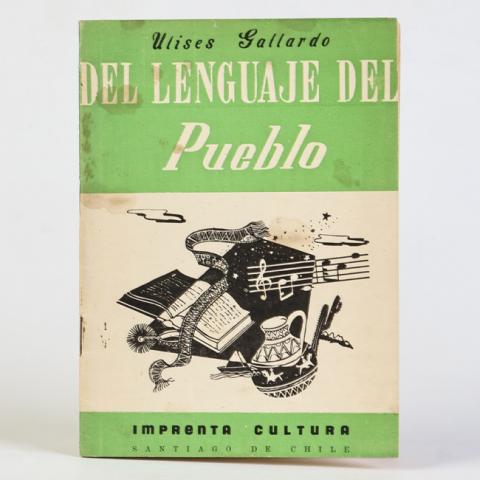 Ulises Gallardo
DEL LENGUAJE DEL
Pueblo
IMPRENTA CULTURA
SANTIAGO DE CHILE